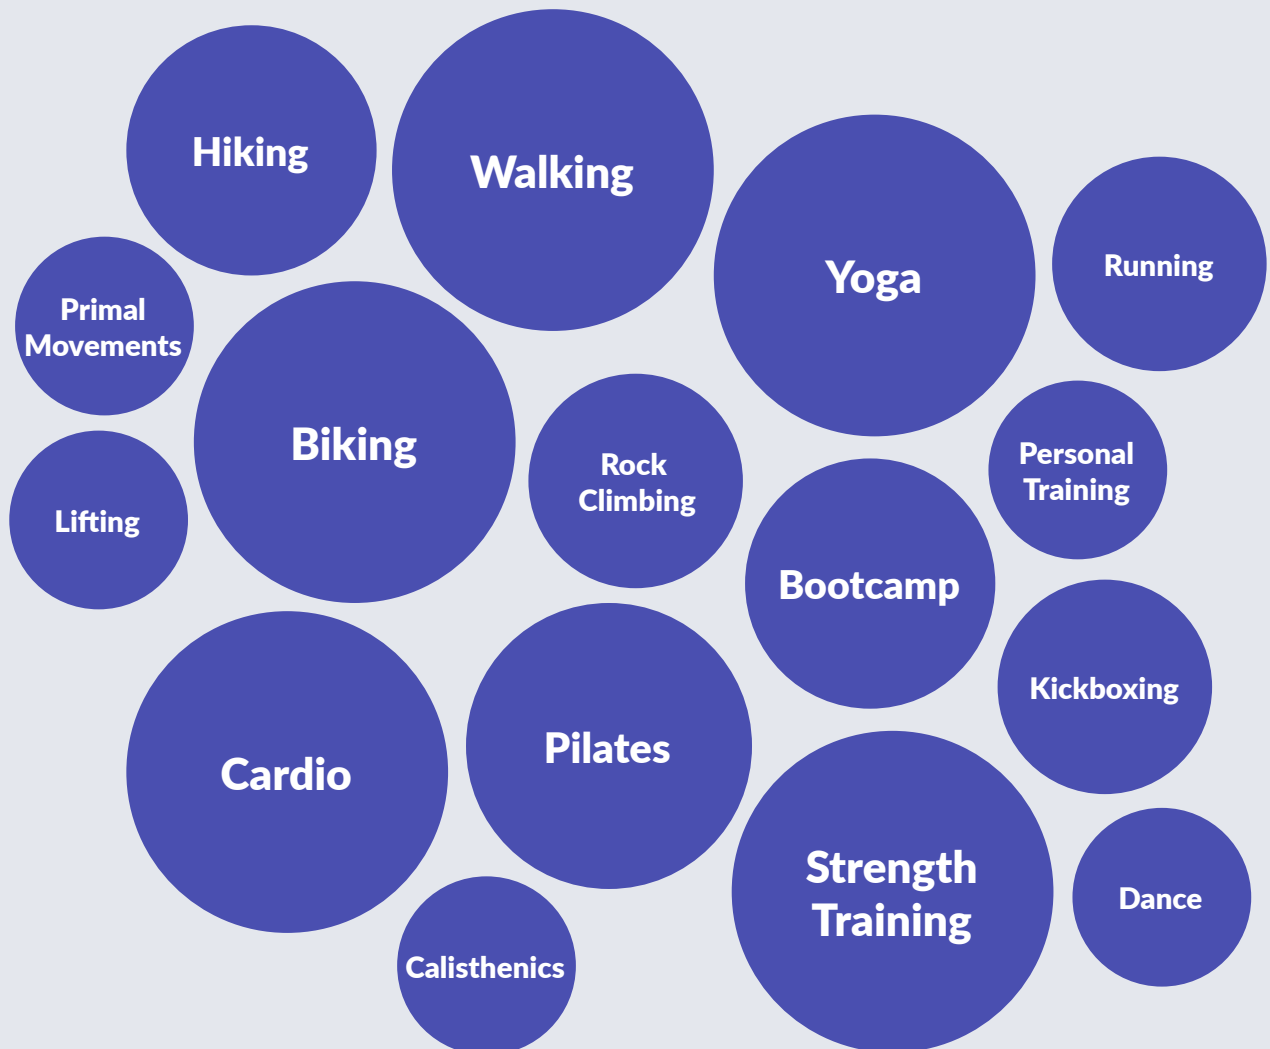 Hiking
Walking
Yoga
Running
Primal
Movements
Biking
Rock
Climbing
Personal
Training
Lifting
Bootcamp
Kickboxing
Cardio
Pilates
Strength
Training
Dance
Calisthenics